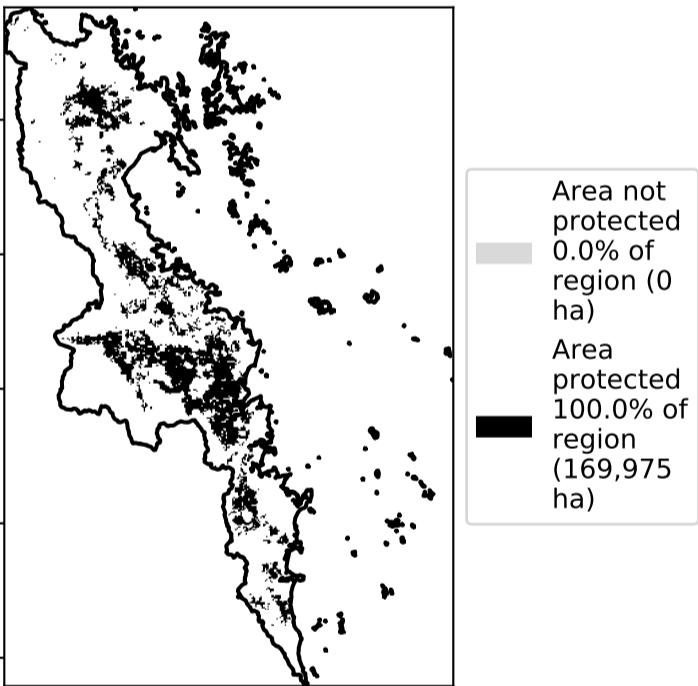 Area not
protected
0.0% of
region (0
ha)
Area
protected
100.0% of
region
(169,975
ha)